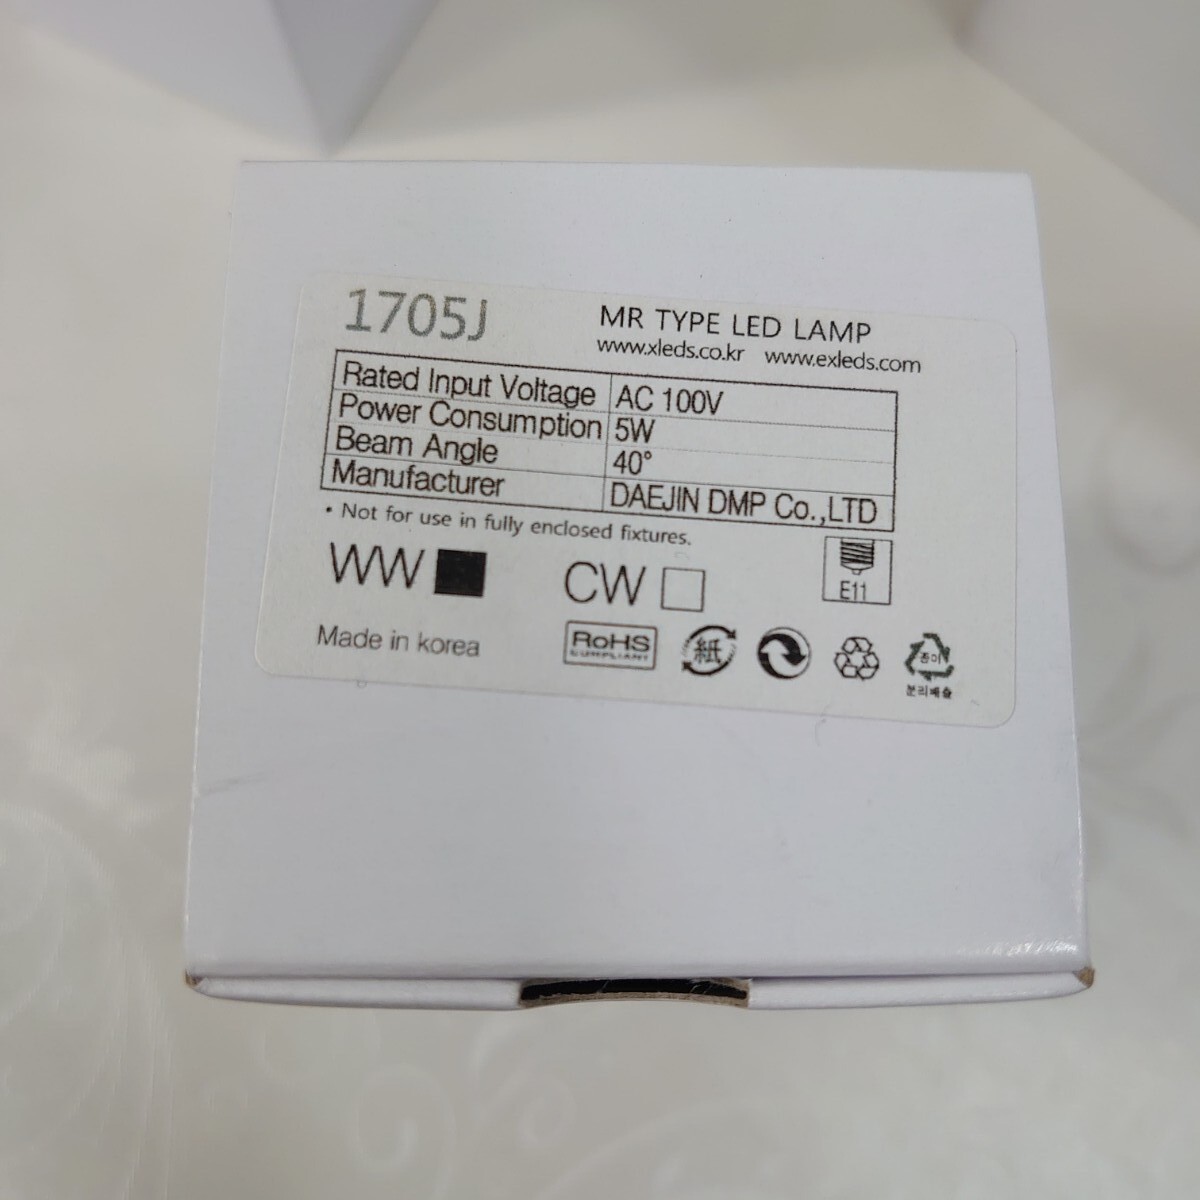 1705J
MR TYPE LED LAMP
www.xleds.co.kr www.exleds.com
Rated Input Voltage AC 100V
Power Consumption 5W
Beam Angle 40°
Manufacturer DAEJIN DMP Co.,LTD
• Not for use in fully enclosed fixtures.
WW ■ CW □
E11
Made in korea
RoHS
COMPLIANT
紙
종이
분리배출